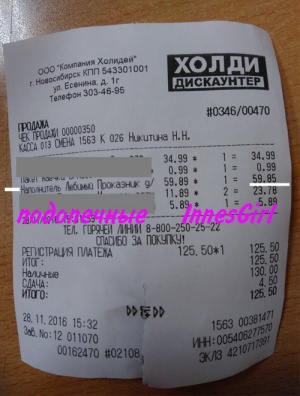 ООО "Компания Холидей"
г. Новосибирск КПП 543301001
ул. Есенина, д. 1г
Телефон 303-46-95
ХОЛДИ
ДИСКАУНТЕР
#0346/00470
ПРОДАЖА
ЧЕК ПРОДАЖИ 00000350
КАССА 013 СМЕНА 1563 К 026 Никитина Н.Н.
34.99 * 1 = 34.99
0.99 * 1 = 0.99
Наполнитель Любимый Проказник д/ 59.89 * 1 = 59.85
11.89 * 2 = 23.78
5.89 * 1 = 5.89
подопечные InnesGirl
ТЕЛ. ГОРЯЧЕЙ ЛИНИИ 8-800-250-25-22
СПАСИБО ЗА ПОКУПКУ!
РЕГИСТРАЦИЯ ПЛАТЕЖА 125.50*1 125.50
ИТОГ: 125.50
Наличные 130.00
СДАЧА: 4.50
ИТОГО: 125.50
28.11.2016 15:32 1563 00381471
Зав. No: 12 011070 ИНН: 005406277570
00162470 #02108 ЭКЛЗ 4210717391